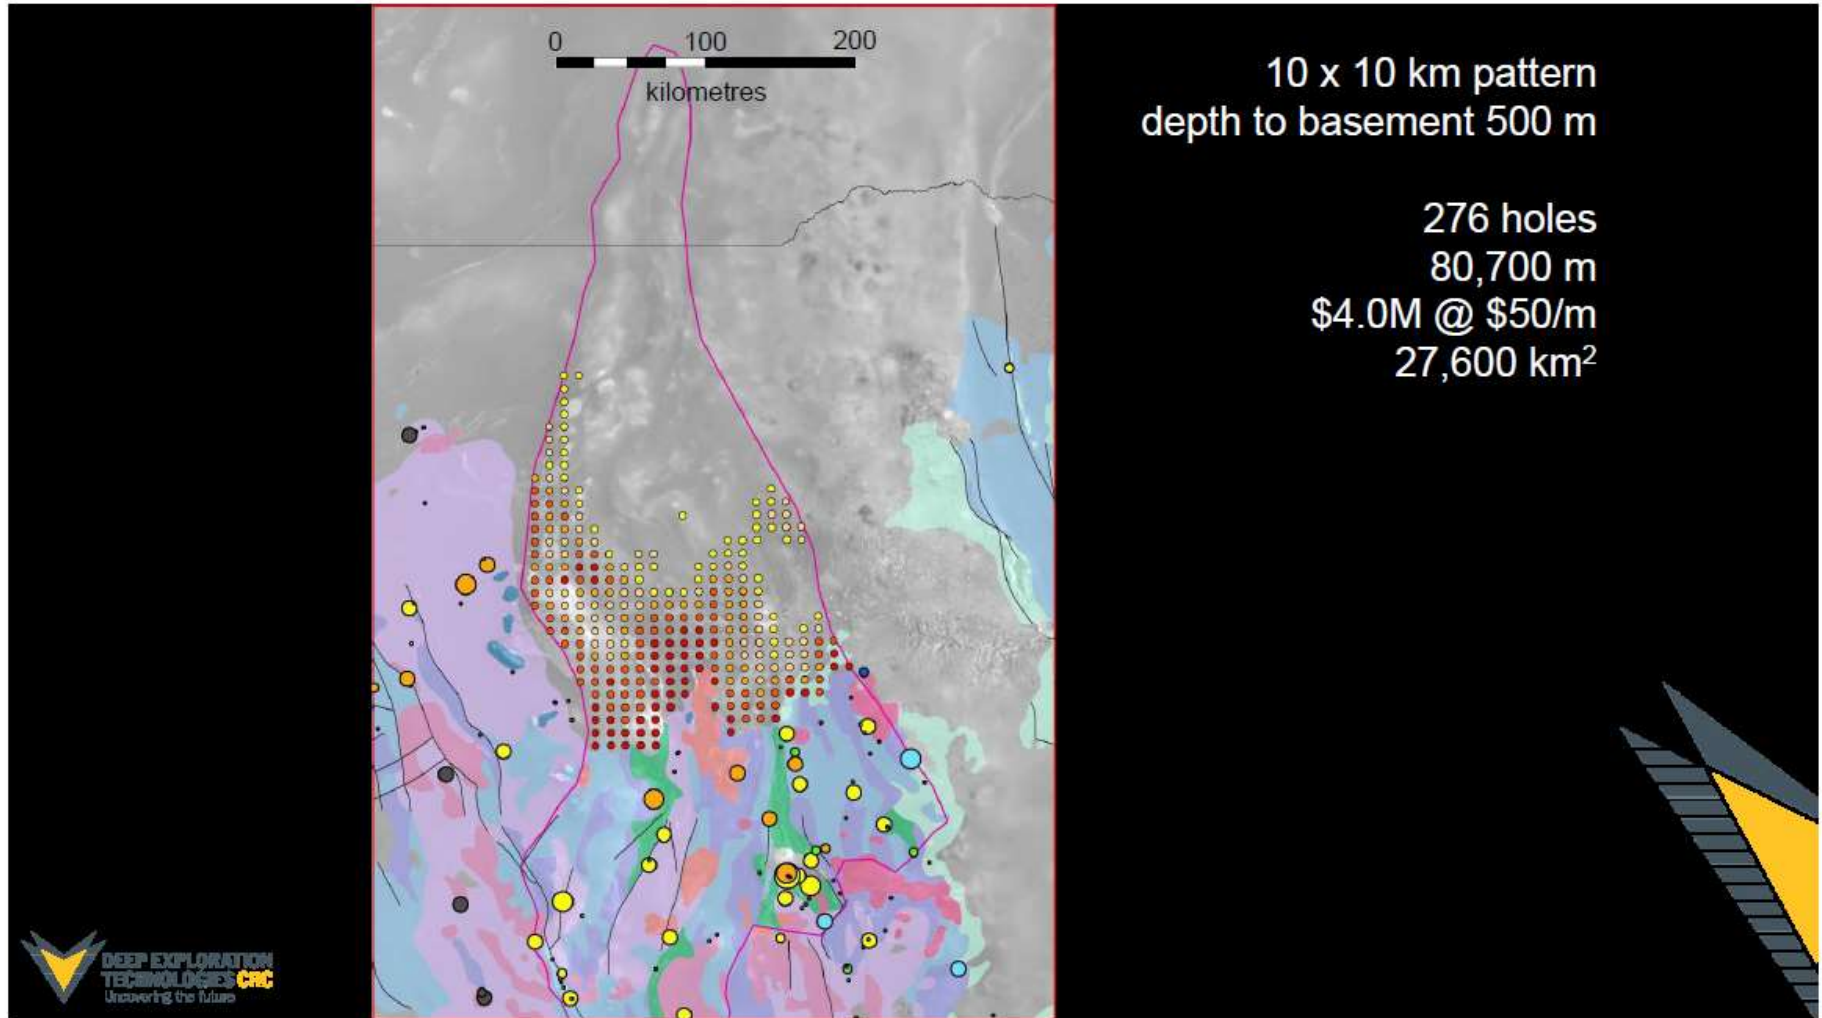 0 100 200
kilometres
10 x 10 km pattern
depth to basement 500 m
276 holes
80,700 m
$4.0M @ $50/m
27,600 km²
DEEP EXPLORATION
TECHNOLOGIES CRC
Uncovering the future